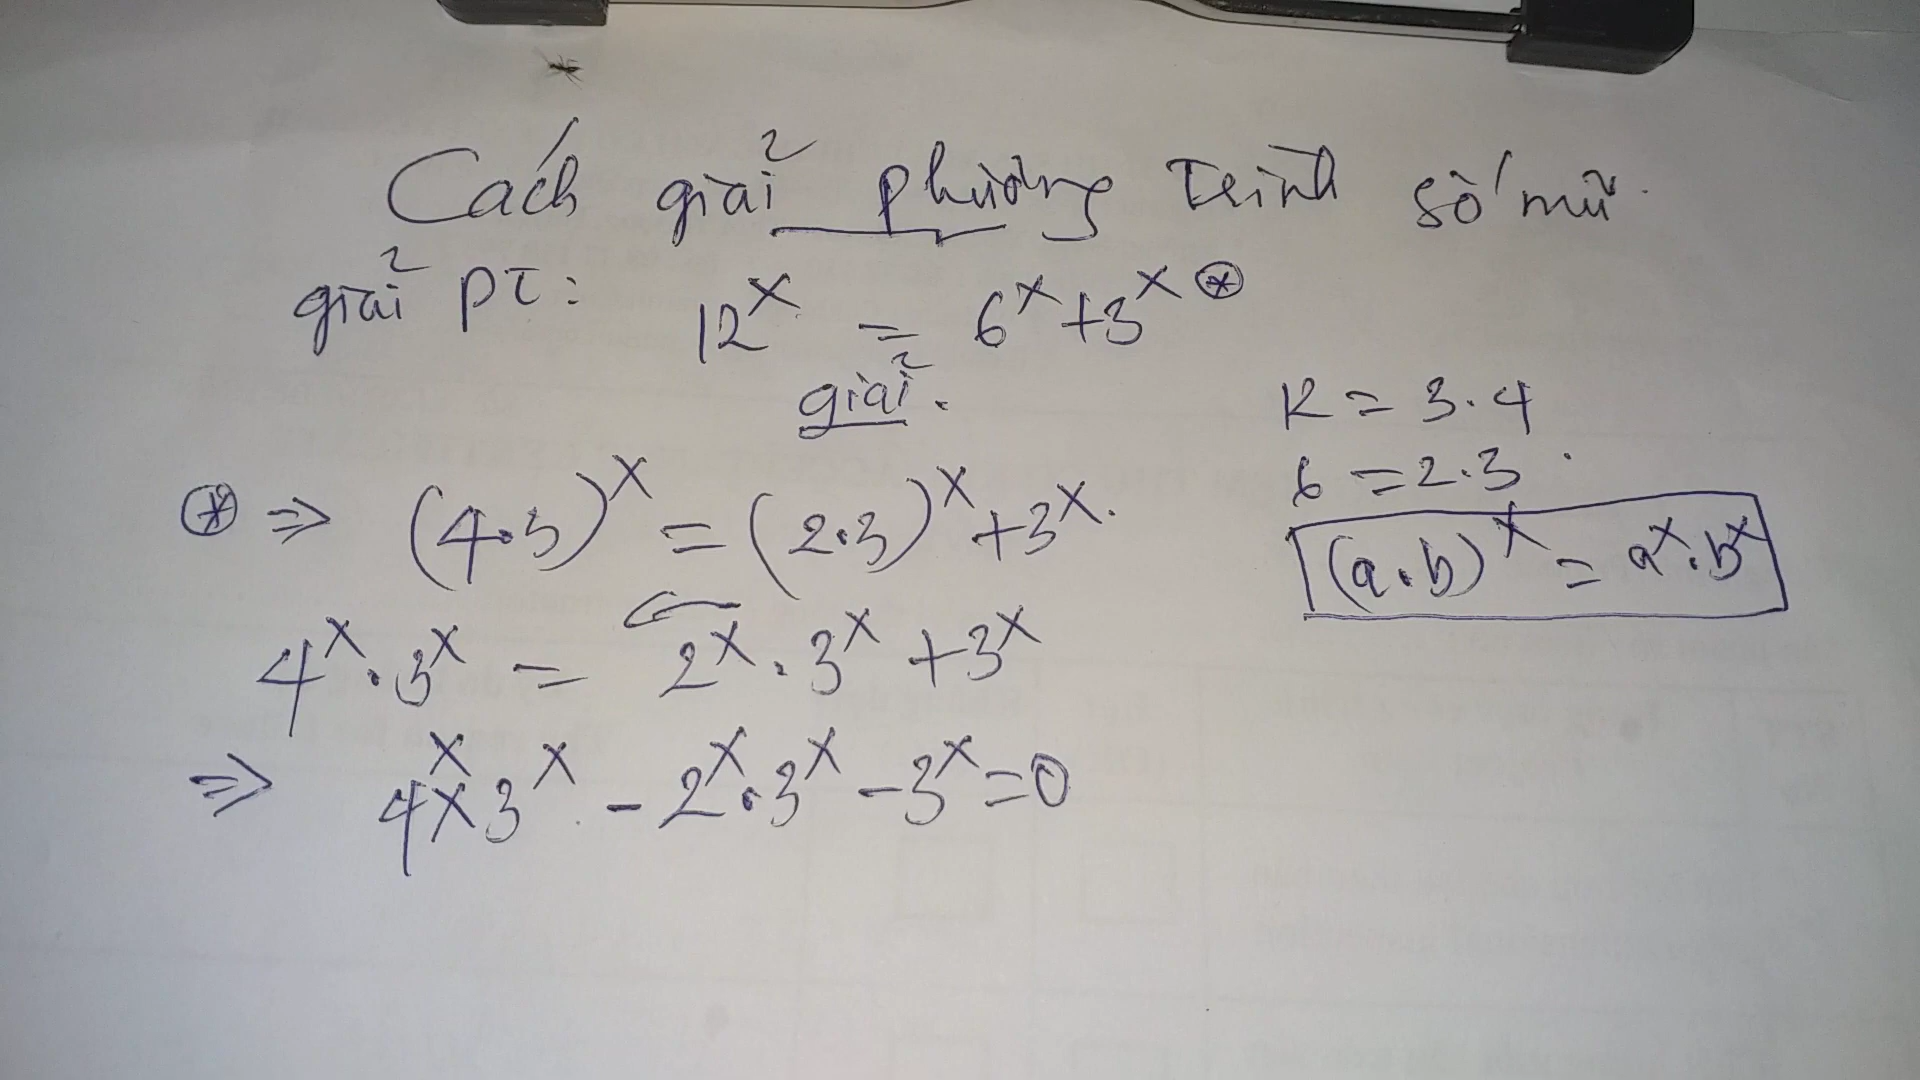 Cách giải phương trình số mũ.
giải PT: 12^x = 6^x + 3^x ⊛
giải.
12 = 3.4
6 = 2.3
(a.b)^x = a^x . b^x
⊛ => (4.3)^x = (2.3)^x + 3^x.
4^x . 3^x = 2^x . 3^x + 3^x
=> 4^x x 3^x - 2^x . 3^x - 3^x = 0